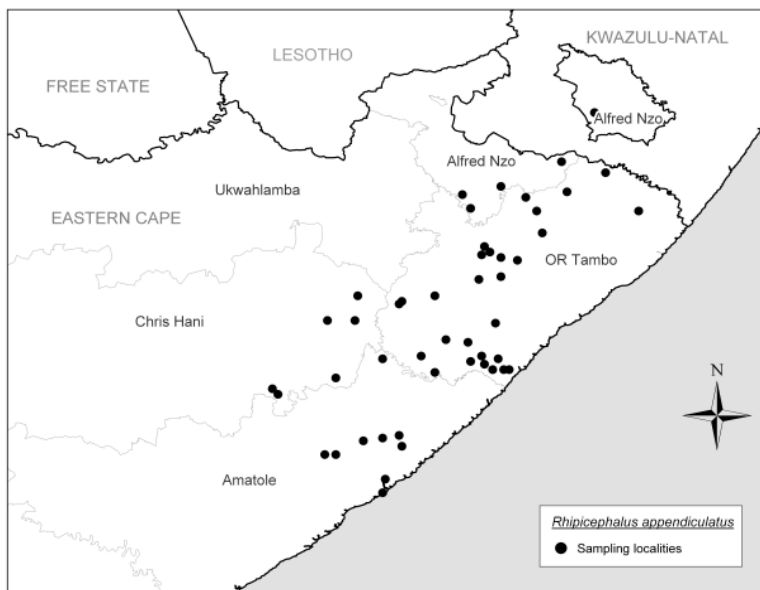 KWAZULU-NATAL
LESOTHO
FREE STATE
Alfred Nzo
Alfred Nzo
Ukwahlamba
EASTERN CAPE
OR Tambo
Chris Hani
N
Amatole
Rhipicephalus appendiculatus
Sampling localities